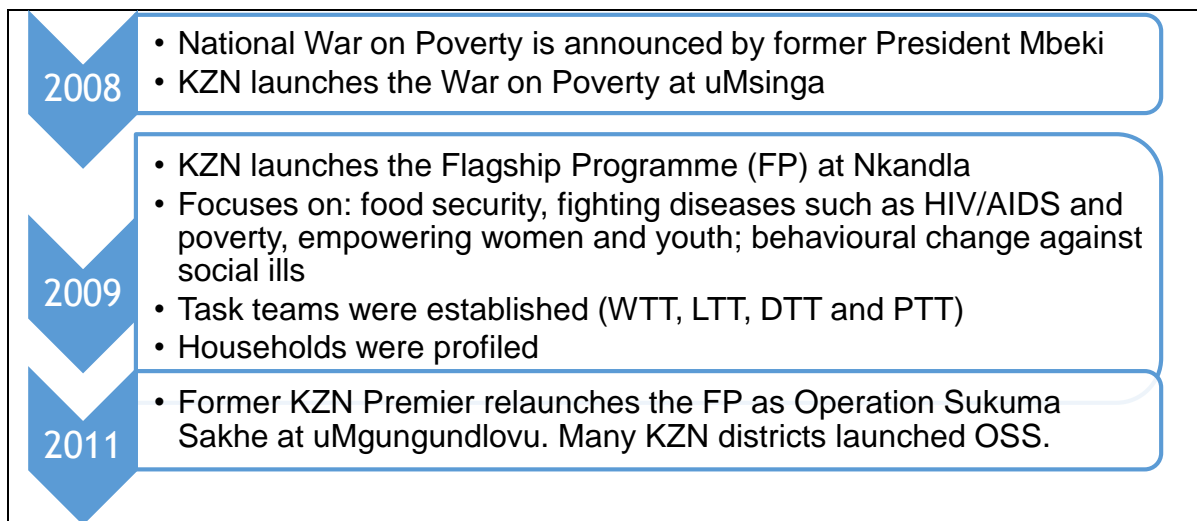 2008
• National War on Poverty is announced by former President Mbeki
• KZN launches the War on Poverty at uMsinga
2009
• KZN launches the Flagship Programme (FP) at Nkandla
• Focuses on: food security, fighting diseases such as HIV/AIDS and
poverty, empowering women and youth; behavioural change against
social ills
• Task teams were established (WTT, LTT, DTT and PTT)
• Households were profiled
2011
• Former KZN Premier relaunches the FP as Operation Sukuma
Sakhe at uMgungundlovu. Many KZN districts launched OSS.